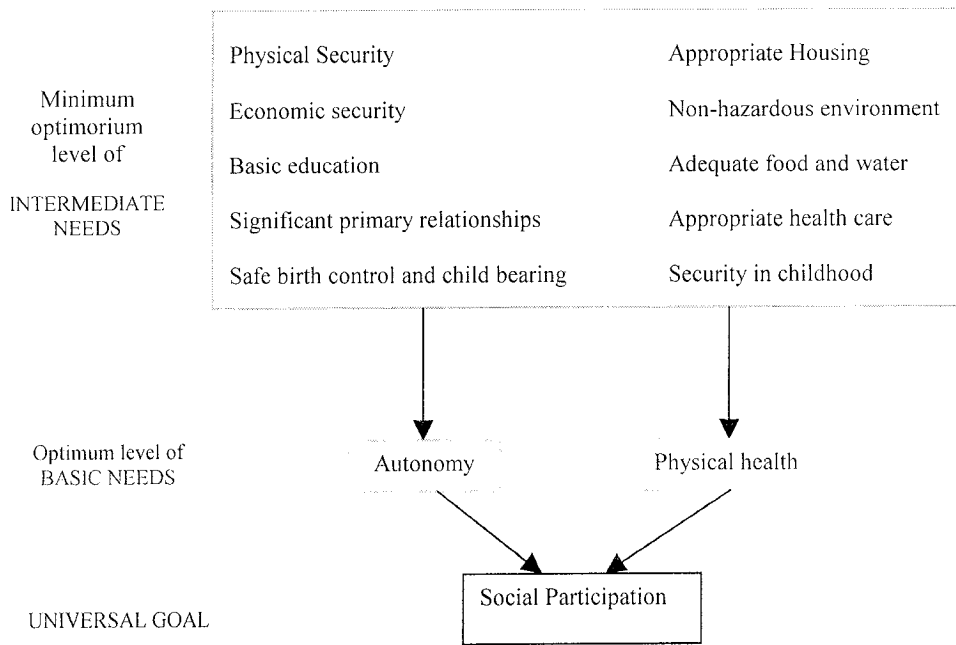 Physical Security
Appropriate Housing
Minimum
optimorium
level of
INTERMEDIATE
NEEDS
Economic security
Non-hazardous environment
Basic education
Adequate food and water
Significant primary relationships
Appropriate health care
Safe birth control and child bearing
Security in childhood
Optimum level of
BASIC NEEDS
Autonomy
Physical health
UNIVERSAL GOAL
Social Participation